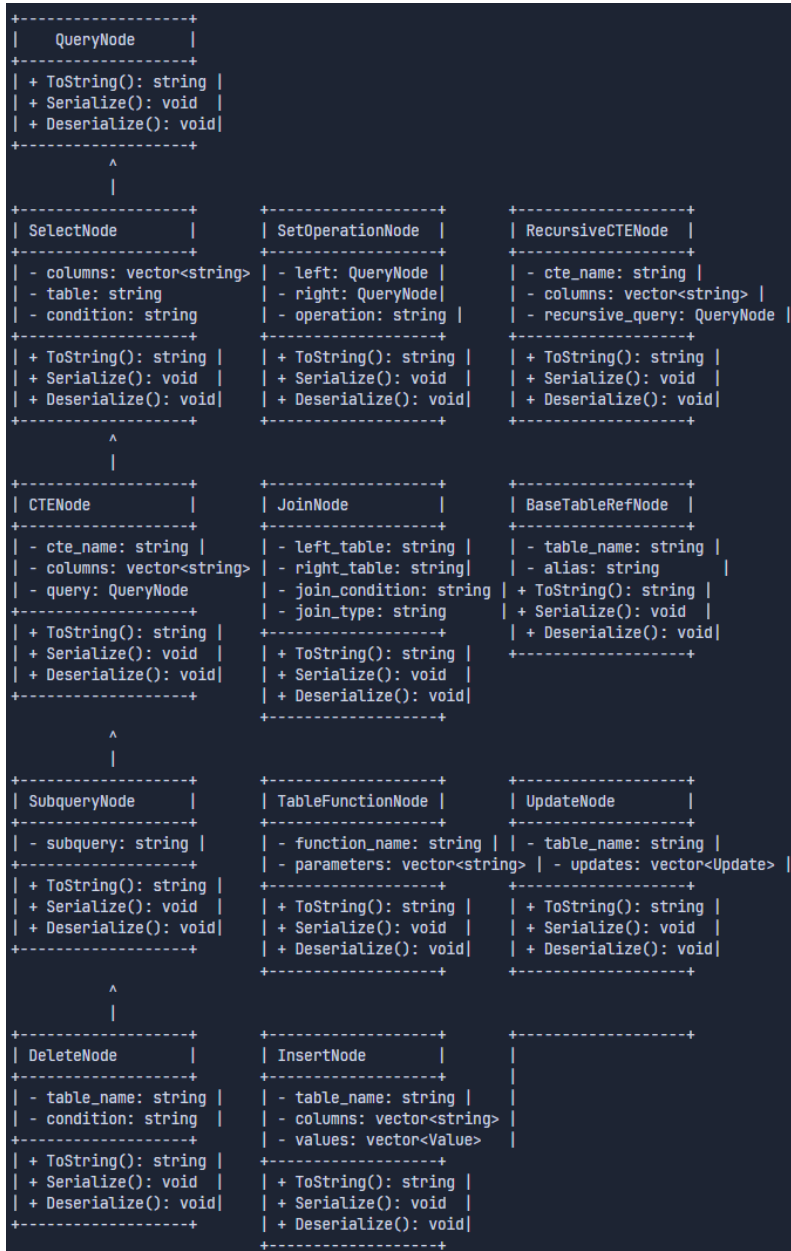 +-------------------+
|    QueryNode      |
+-------------------+
| + ToString(): string |
| + Serialize(): void  |
| + Deserialize(): void|
+-------------------+
          ^
          |
+-------------------+      +-------------------+      +-------------------+
| SelectNode        |      | SetOperationNode  |      | RecursiveCTENode  |
+-------------------+      +-------------------+      +-------------------+
| - columns: vector<string> | - left: QueryNode |      | - cte_name: string |
| - table: string          | - right: QueryNode|      | - columns: vector<string> |
| - condition: string      | - operation: string |    | - recursive_query: QueryNode |
+-------------------+      +-------------------+      +-------------------+
| + ToString(): string |   | + ToString(): string |   | + ToString(): string |
| + Serialize(): void  |   | + Serialize(): void  |   | + Serialize(): void  |
| + Deserialize(): void|   | + Deserialize(): void|   | + Deserialize(): void|
+-------------------+      +-------------------+      +-------------------+
          ^
          |
+-------------------+      +-------------------+      +-------------------+
| CTENode           |      | JoinNode          |      | BaseTableRefNode  |
+-------------------+      +-------------------+      +-------------------+
| - cte_name: string |     | - left_table: string |   | - table_name: string |
| - columns: vector<string> | - right_table: string|   | - alias: string       |
| - query: QueryNode       | - join_condition: string | + ToString(): string |
+-------------------+      | - join_type: string      | + Serialize(): void  |
| + ToString(): string |   +-------------------+      | + Deserialize(): void|
| + Serialize(): void  |   | + ToString(): string |   +-------------------+
| + Deserialize(): void|   | + Serialize(): void  |
+-------------------+      | + Deserialize(): void|
                           +-------------------+
          ^
          |
+-------------------+      +-------------------+      +-------------------+
| SubqueryNode      |      | TableFunctionNode |      | UpdateNode        |
+-------------------+      +-------------------+      +-------------------+
| - subquery: string |     | - function_name: string | | - table_name: string |
+-------------------+      | - parameters: vector<string> | - updates: vector<Update> |
| + ToString(): string |   +-------------------+      +-------------------+
| + Serialize(): void  |   | + ToString(): string |   | + ToString(): string |
| + Deserialize(): void|   | + Serialize(): void  |   | + Serialize(): void  |
+-------------------+      | + Deserialize(): void|   | + Deserialize(): void|
                           +-------------------+      +-------------------+
          ^
          |
+-------------------+      +-------------------+      +-------------------+
| DeleteNode        |      | InsertNode        |      |
+-------------------+      +-------------------+      |
| - table_name: string |   | - table_name: string |   |
| - condition: string  |   | - columns: vector<string> |
+-------------------+      | - values: vector<Value>   |
| + ToString(): string |   +-------------------+
| + Serialize(): void  |   | + ToString(): string |
| + Deserialize(): void|   | + Serialize(): void  |
+-------------------+      | + Deserialize(): void|
                           +-------------------+